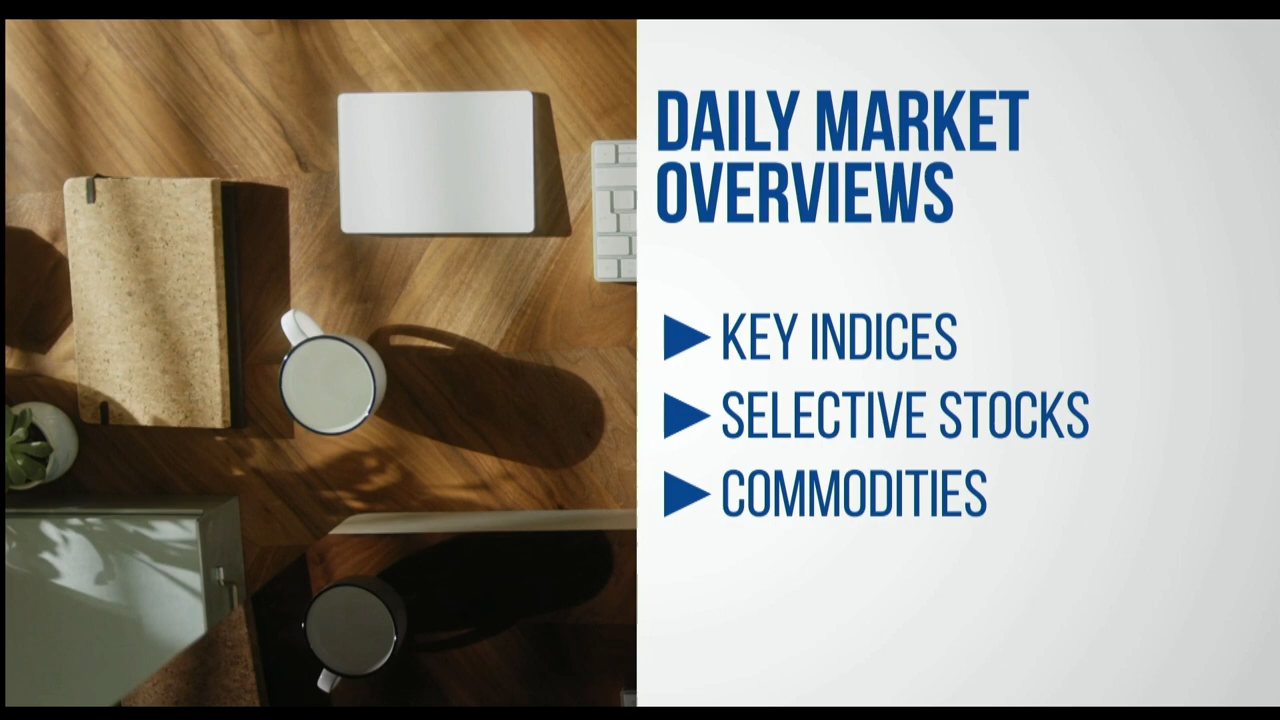 DAILY MARKET
OVERVIEWS
KEY INDICES
SELECTIVE STOCKS
COMMODITIES